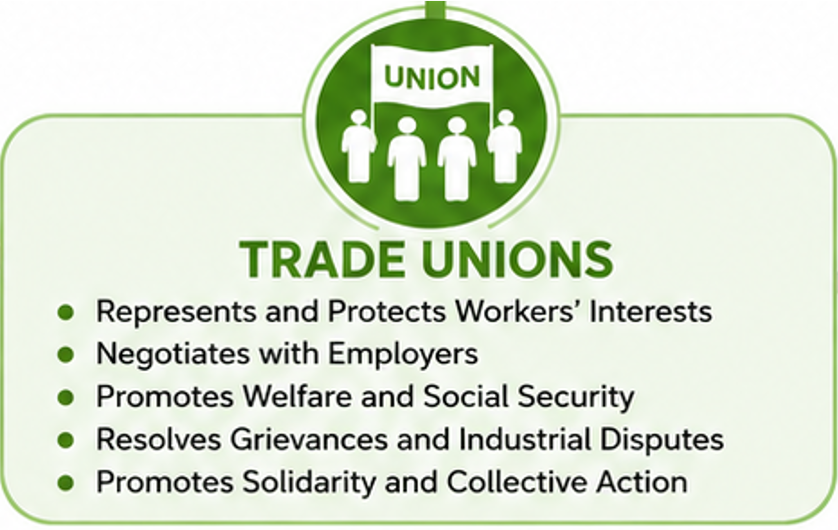 UNION
TRADE UNIONS
● Represents and Protects Workers’ Interests
● Negotiates with Employers
● Promotes Welfare and Social Security
● Resolves Grievances and Industrial Disputes
● Promotes Solidarity and Collective Action